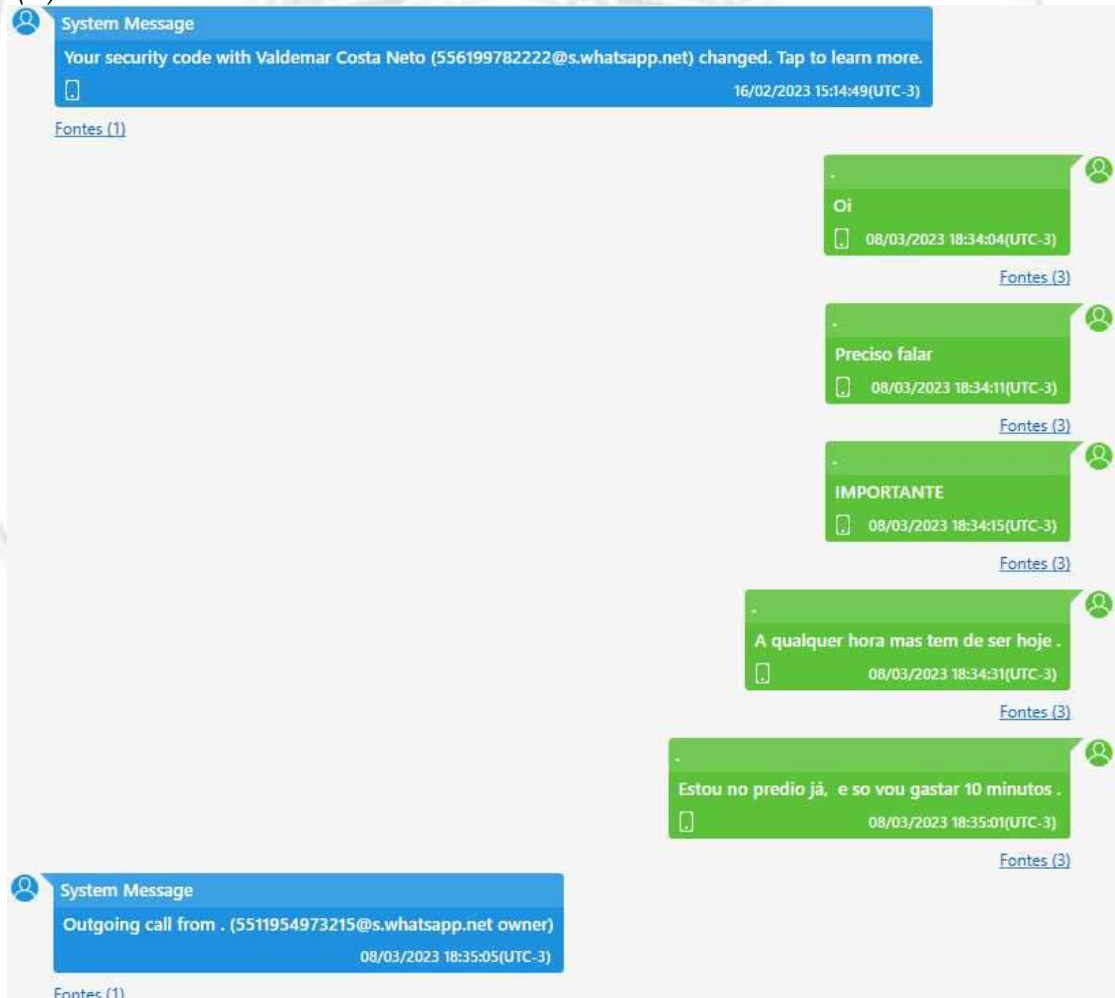 System Message
Your security code with Valdemar Costa Neto (556199782222@s.whatsapp.net) changed. Tap to learn more.
16/02/2023 15:14:49(UTC-3)
Fontes (1)
.
Oi
08/03/2023 18:34:04(UTC-3)
Fontes (3)
.
Preciso falar
08/03/2023 18:34:11(UTC-3)
Fontes (3)
.
IMPORTANTE
08/03/2023 18:34:15(UTC-3)
Fontes (3)
.
A qualquer hora mas tem de ser hoje .
08/03/2023 18:34:31(UTC-3)
Fontes (3)
.
Estou no predio já, e so vou gastar 10 minutos .
08/03/2023 18:35:01(UTC-3)
Fontes (3)
System Message
Outgoing call from . (5511954973215@s.whatsapp.net owner)
08/03/2023 18:35:05(UTC-3)
Fontes (1)